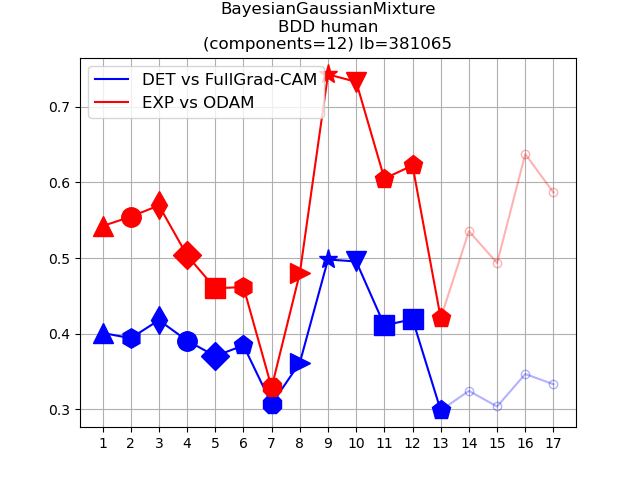 BayesianGaussianMixture
BDD human
(components=12) lb=381065
DET vs FullGrad-CAM
EXP vs ODAM
0.7
0.6
0.5
0.4
0.3
1 2 3 4 5 6 7 8 9 10 11 12 13 14 15 16 17